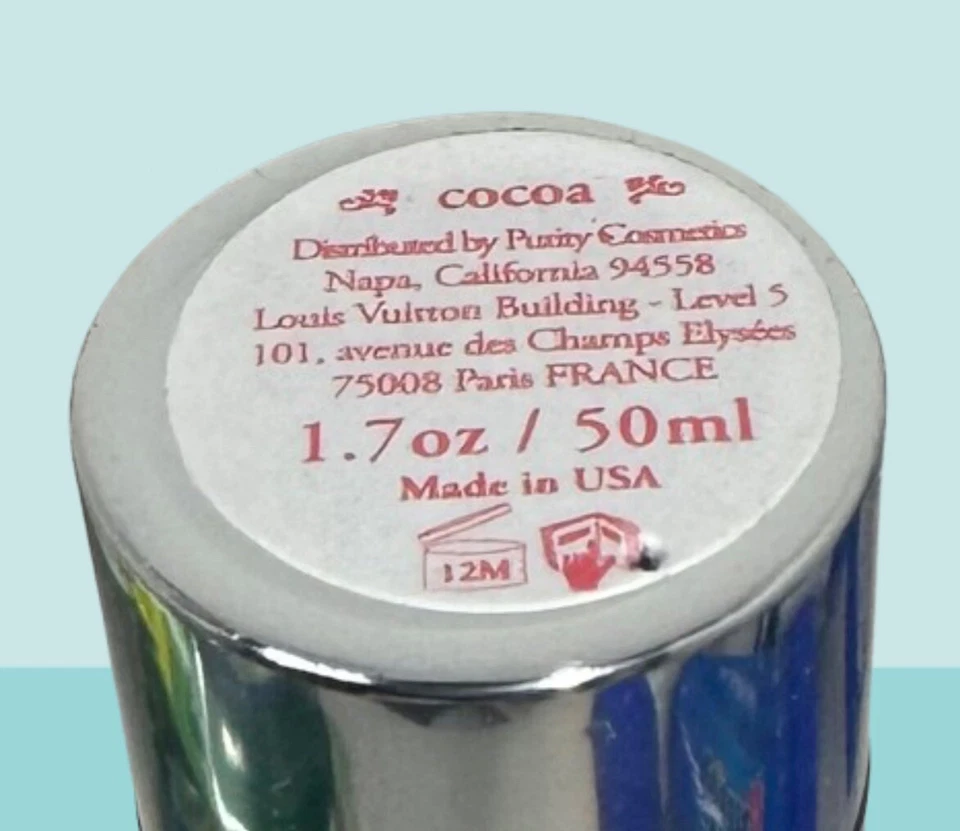 cocoa
Distributed by Purity Cosmetics
Napa, California 94558
Louis Vuitton Building - Level 5
101, avenue des Champs Elysées
75008 Paris FRANCE
1.7oz / 50ml
Made in USA
12M